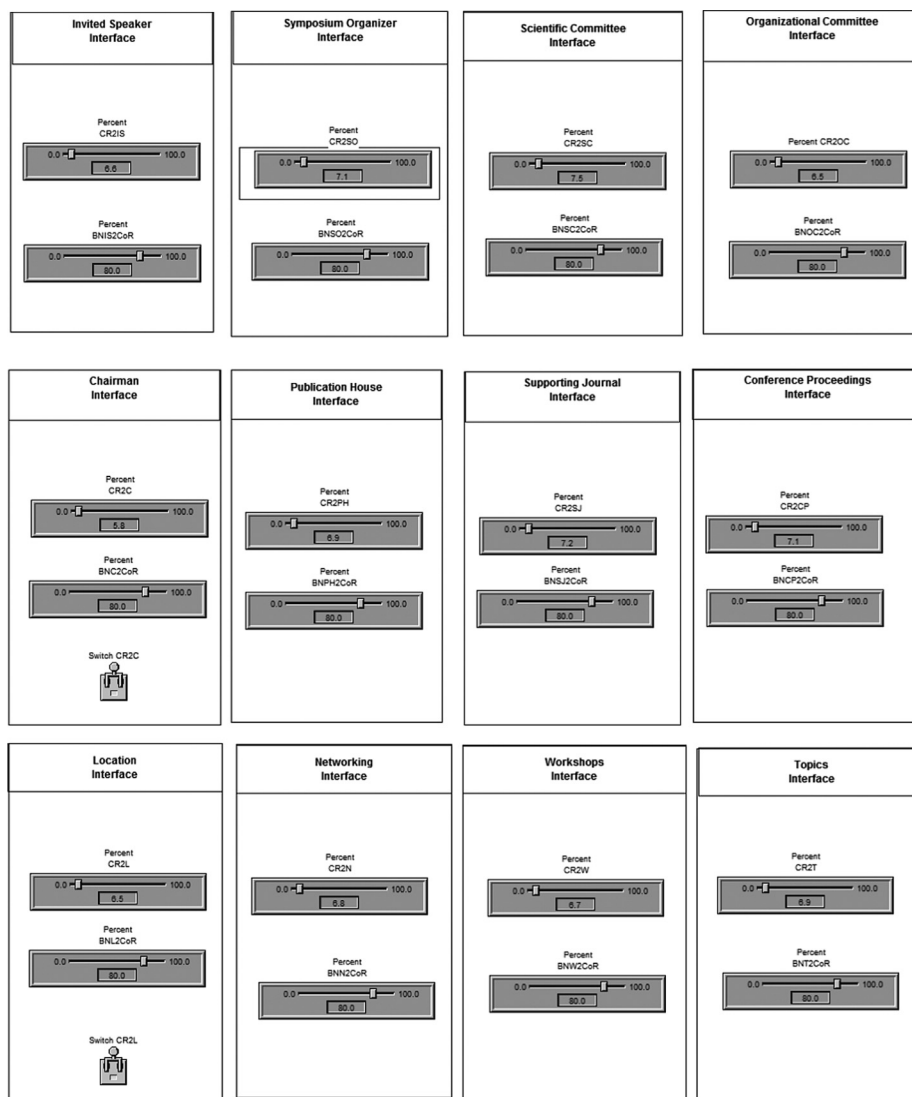 Invited Speaker
Interface
Percent
CR2IS
0.0 100.0
6.6
Percent
BNIS2CoR
0.0 100.0
80.0
Symposium Organizer
Interface
Percent
CR2SO
0.0 100.0
7.1
Percent
BNSO2CoR
0.0 100.0
80.0
Scientific Committee
Interface
Percent
CR2SC
0.0 100.0
7.5
Percent
BNSC2CoR
0.0 100.0
80.0
Organizational Committee
Interface
Percent CR2OC
0.0 100.0
6.5
Percent
BNOC2CoR
0.0 100.0
80.0
Chairman
Interface
Percent
CR2C
0.0 100.0
5.8
Percent
BNC2CoR
0.0 100.0
80.0
Switch CR2C
Publication House
Interface
Percent
CR2PH
0.0 100.0
6.9
Percent
BNPH2CoR
0.0 100.0
80.0
Supporting Journal
Interface
Percent
CR2SJ
0.0 100.0
7.2
Percent
BNSJ2CoR
0.0 100.0
80.0
Conference Proceedings
Interface
Percent
CR2CP
0.0 100.0
7.1
Percent
BNCP2CoR
0.0 100.0
80.0
Location
Interface
Percent
CR2L
0.0 100.0
6.5
Percent
BNL2CoR
0.0 100.0
80.0
Switch CR2L
Networking
Interface
Percent
CR2N
0.0 100.0
6.8
Percent
BNN2CoR
0.0 100.0
80.0
Workshops
Interface
Percent
CR2W
0.0 100.0
6.7
Percent
BNW2CoR
0.0 100.0
80.0
Topics
Interface
Percent
CR2T
0.0 100.0
6.9
Percent
BNT2CoR
0.0 100.0
80.0